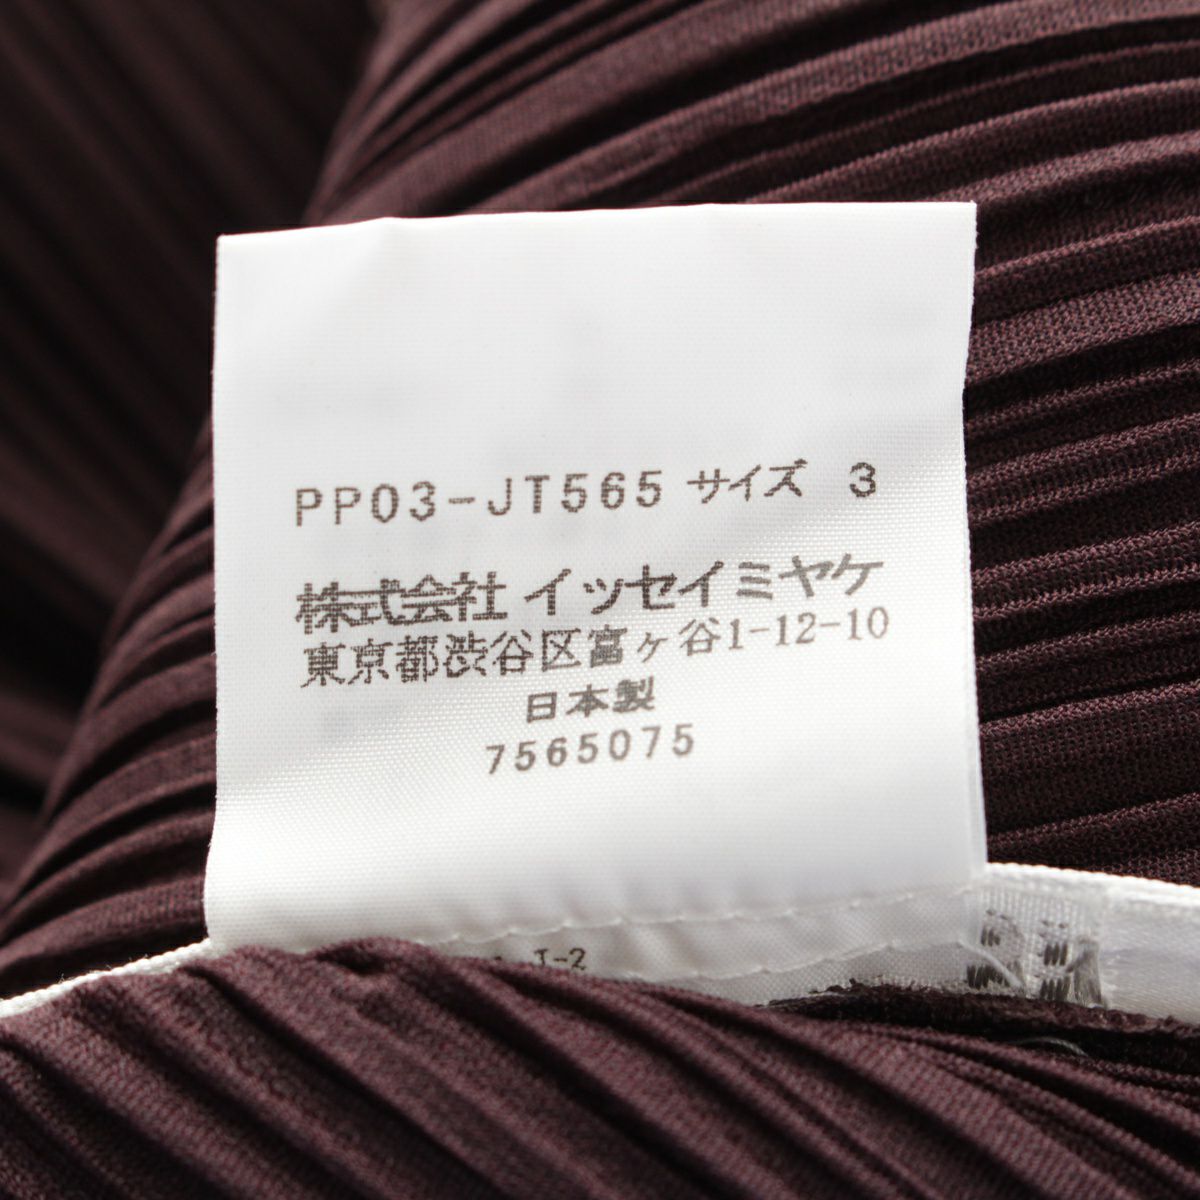 PP03-JT565 サイズ 3
株式会社 イッセイミヤケ
東京都渋谷区富ヶ谷1-12-10
日本製
7565075
I-2